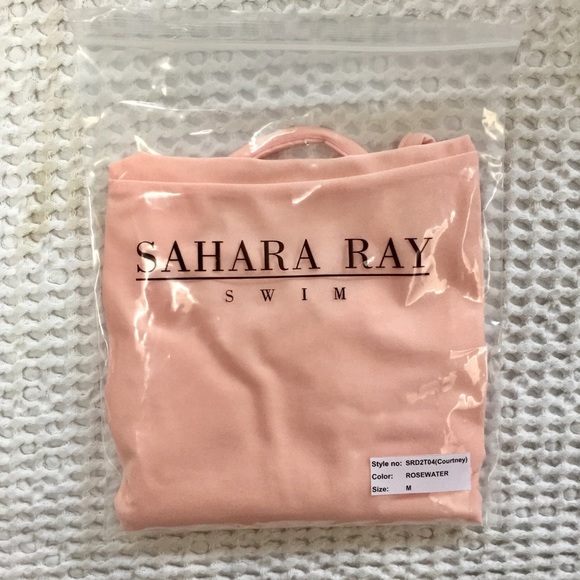 SAHARA RAY
SWIM
Style no: SRD2T04(Courtney)
Color: ROSEWATER
Size: M